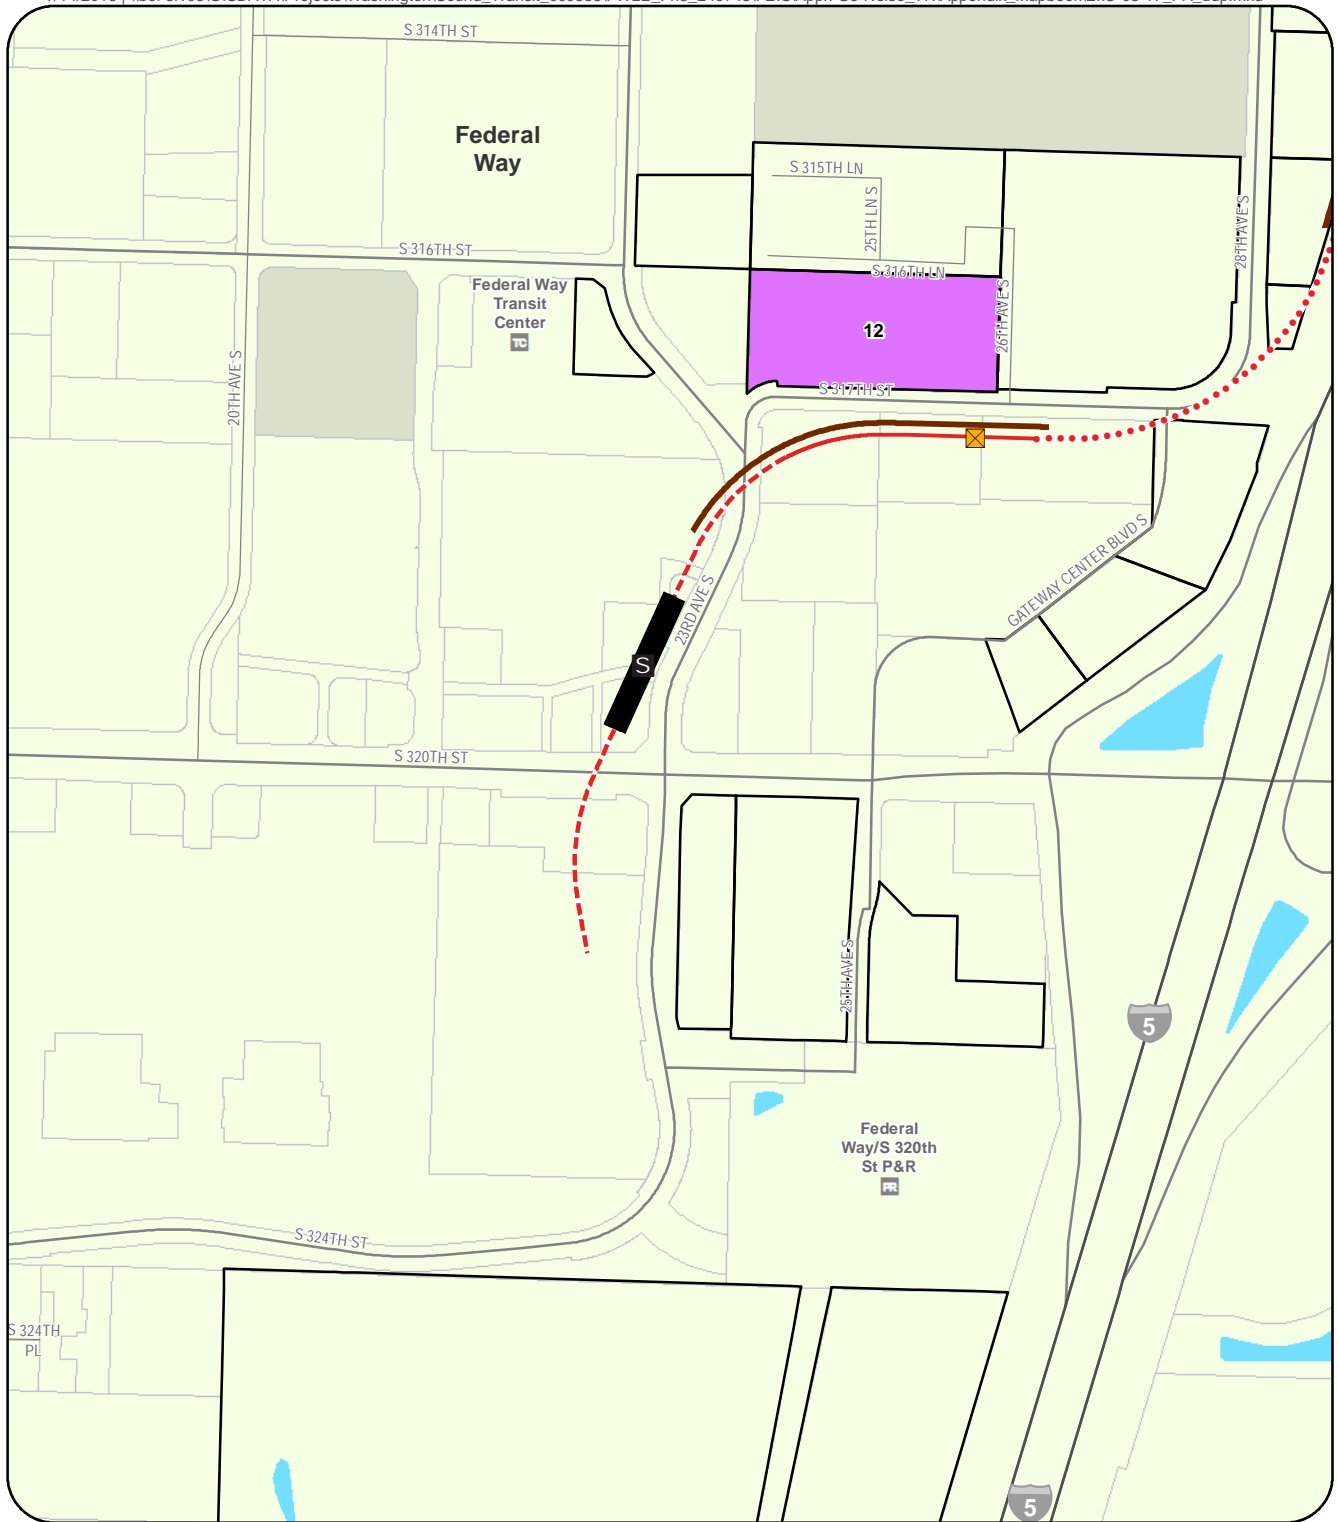 S 314TH ST
Federal
Way
S 315TH LN
25TH LN S
28TH AVE S
S 316TH ST
S 316TH LN
Federal Way
Transit
Center
TC
26TH AVE S
12
20TH AVE S
S 317TH ST
GATEWAY CENTER BLVD S
23RD AVE S
S
S 320TH ST
25TH AVE S
5
Federal
Way/S 320th
St P&R
PR
S 324TH ST
S 324TH
PL
5